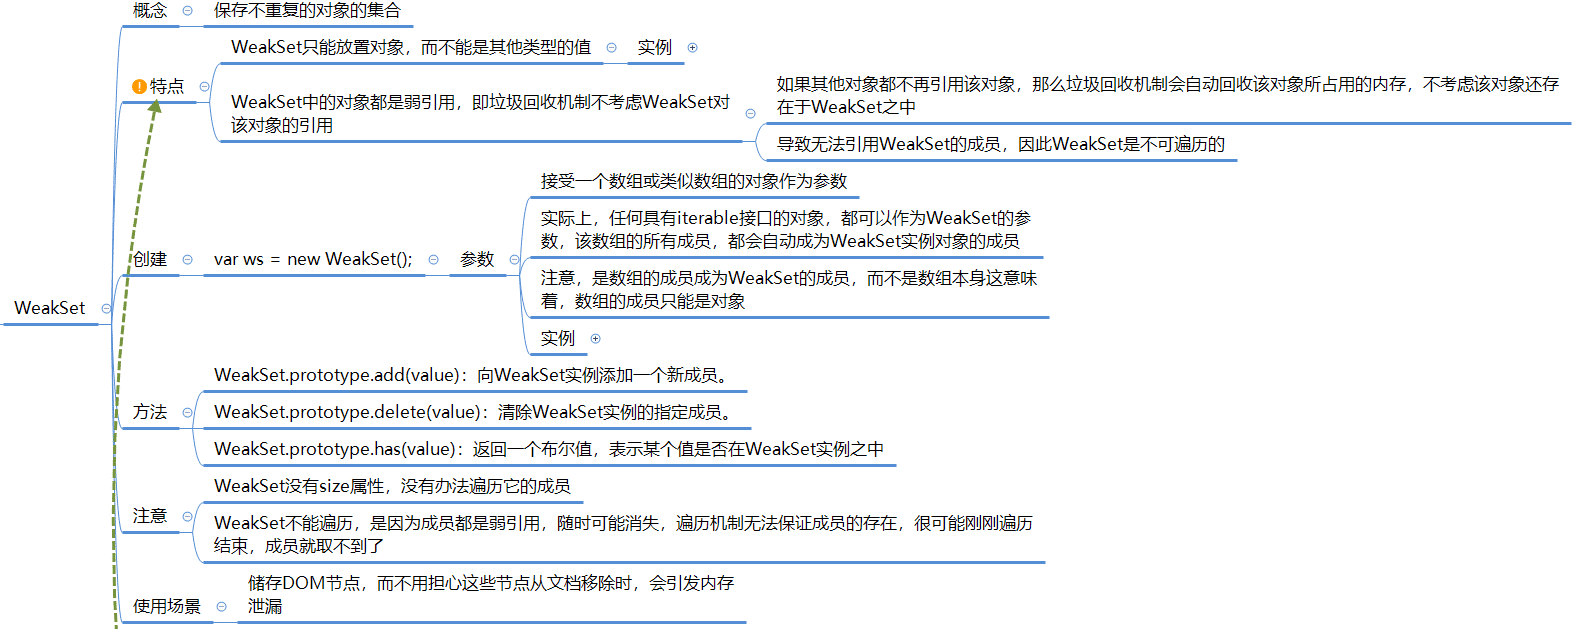 WeakSet
概念
保存不重复的对象的集合
特点
WeakSet只能放置对象，而不能是其他类型的值
实例
WeakSet中的对象都是弱引用，即垃圾回收机制不考虑WeakSet对
该对象的引用
如果其他对象都不再引用该对象，那么垃圾回收机制会自动回收该对象所占用的内存，不考虑该对象还存
在于WeakSet之中
导致无法引用WeakSet的成员，因此WeakSet是不可遍历的
创建
var ws = new WeakSet();
参数
接受一个数组或类似数组的对象作为参数
实际上，任何具有iterable接口的对象，都可以作为WeakSet的参
数，该数组的所有成员，都会自动成为WeakSet实例对象的成员
注意，是数组的成员成为WeakSet的成员，而不是数组本身这意味
着，数组的成员只能是对象
实例
方法
WeakSet.prototype.add(value)：向WeakSet实例添加一个新成员。
WeakSet.prototype.delete(value)：清除WeakSet实例的指定成员。
WeakSet.prototype.has(value)：返回一个布尔值，表示某个值是否在WeakSet实例之中
注意
WeakSet没有size属性，没有办法遍历它的成员
WeakSet不能遍历，是因为成员都是弱引用，随时可能消失，遍历机制无法保证成员的存在，很可能刚刚遍历
结束，成员就取不到了
使用场景
储存DOM节点，而不用担心这些节点从文档移除时，会引发内存
泄漏